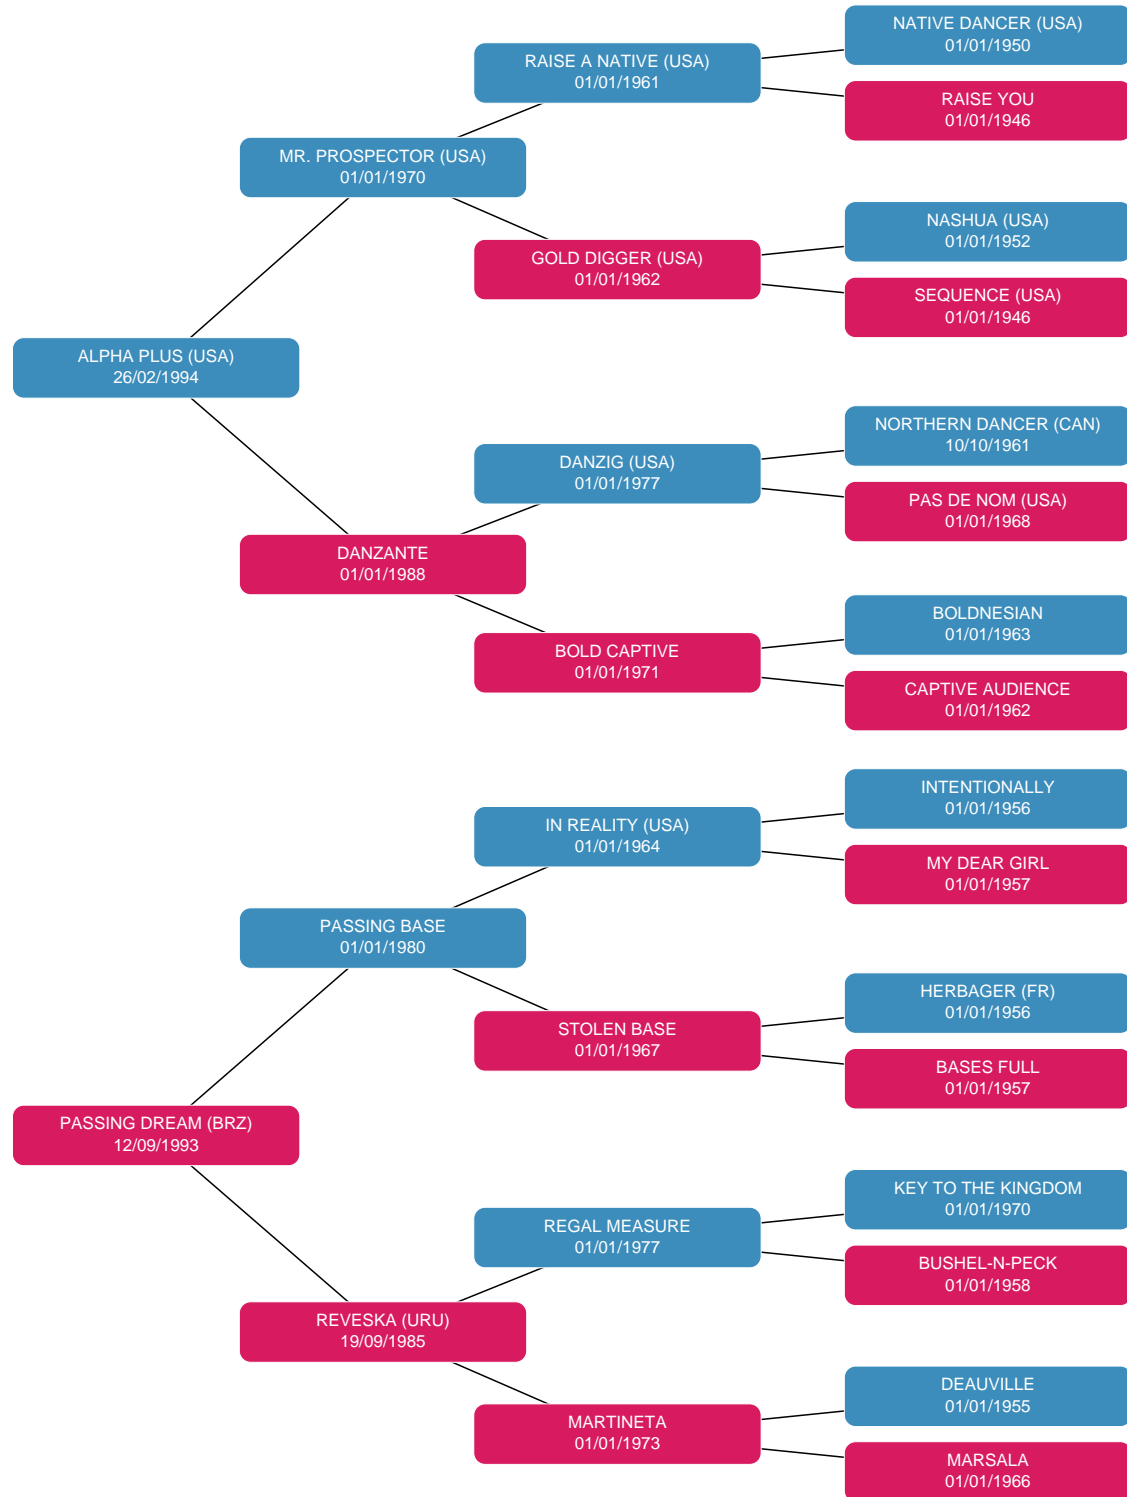 NATIVE DANCER (USA)
01/01/1950
RAISE A NATIVE (USA)
01/01/1961
RAISE YOU
01/01/1946
MR. PROSPECTOR (USA)
01/01/1970
NASHUA (USA)
01/01/1952
GOLD DIGGER (USA)
01/01/1962
SEQUENCE (USA)
01/01/1946
ALPHA PLUS (USA)
26/02/1994
NORTHERN DANCER (CAN)
10/10/1961
DANZIG (USA)
01/01/1977
PAS DE NOM (USA)
01/01/1968
DANZANTE
01/01/1988
BOLDNESIAN
01/01/1963
BOLD CAPTIVE
01/01/1971
CAPTIVE AUDIENCE
01/01/1962
INTENTIONALLY
01/01/1956
IN REALITY (USA)
01/01/1964
MY DEAR GIRL
01/01/1957
PASSING BASE
01/01/1980
HERBAGER (FR)
01/01/1956
STOLEN BASE
01/01/1967
BASES FULL
01/01/1957
PASSING DREAM (BRZ)
12/09/1993
KEY TO THE KINGDOM
01/01/1970
REGAL MEASURE
01/01/1977
BUSHEL-N-PECK
01/01/1958
REVESKA (URU)
19/09/1985
DEAUVILLE
01/01/1955
MARTINETA
01/01/1973
MARSALA
01/01/1966